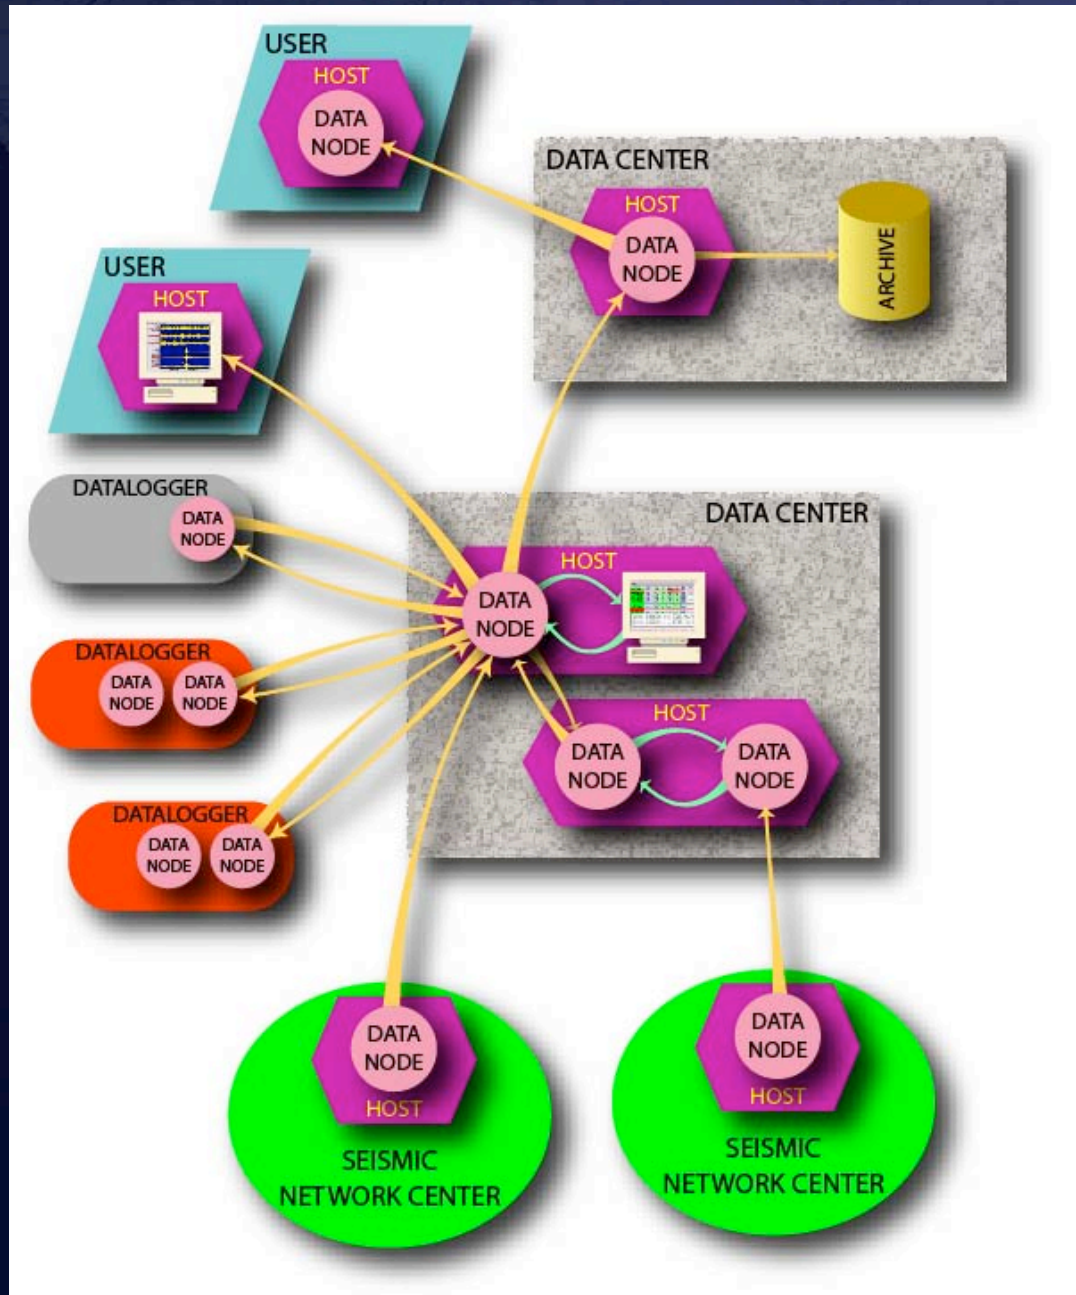 USER
HOST
DATA
NODE
DATA CENTER
HOST
DATA
NODE
ARCHIVE
USER
HOST
DATALOGGER
DATA
NODE
DATA CENTER
HOST
DATA
NODE
DATALOGGER
DATA
NODE
DATA
NODE
HOST
DATA
NODE
DATA
NODE
DATALOGGER
DATA
NODE
DATA
NODE
DATA
NODE
HOST
SEISMIC
NETWORK CENTER
DATA
NODE
HOST
SEISMIC
NETWORK CENTER